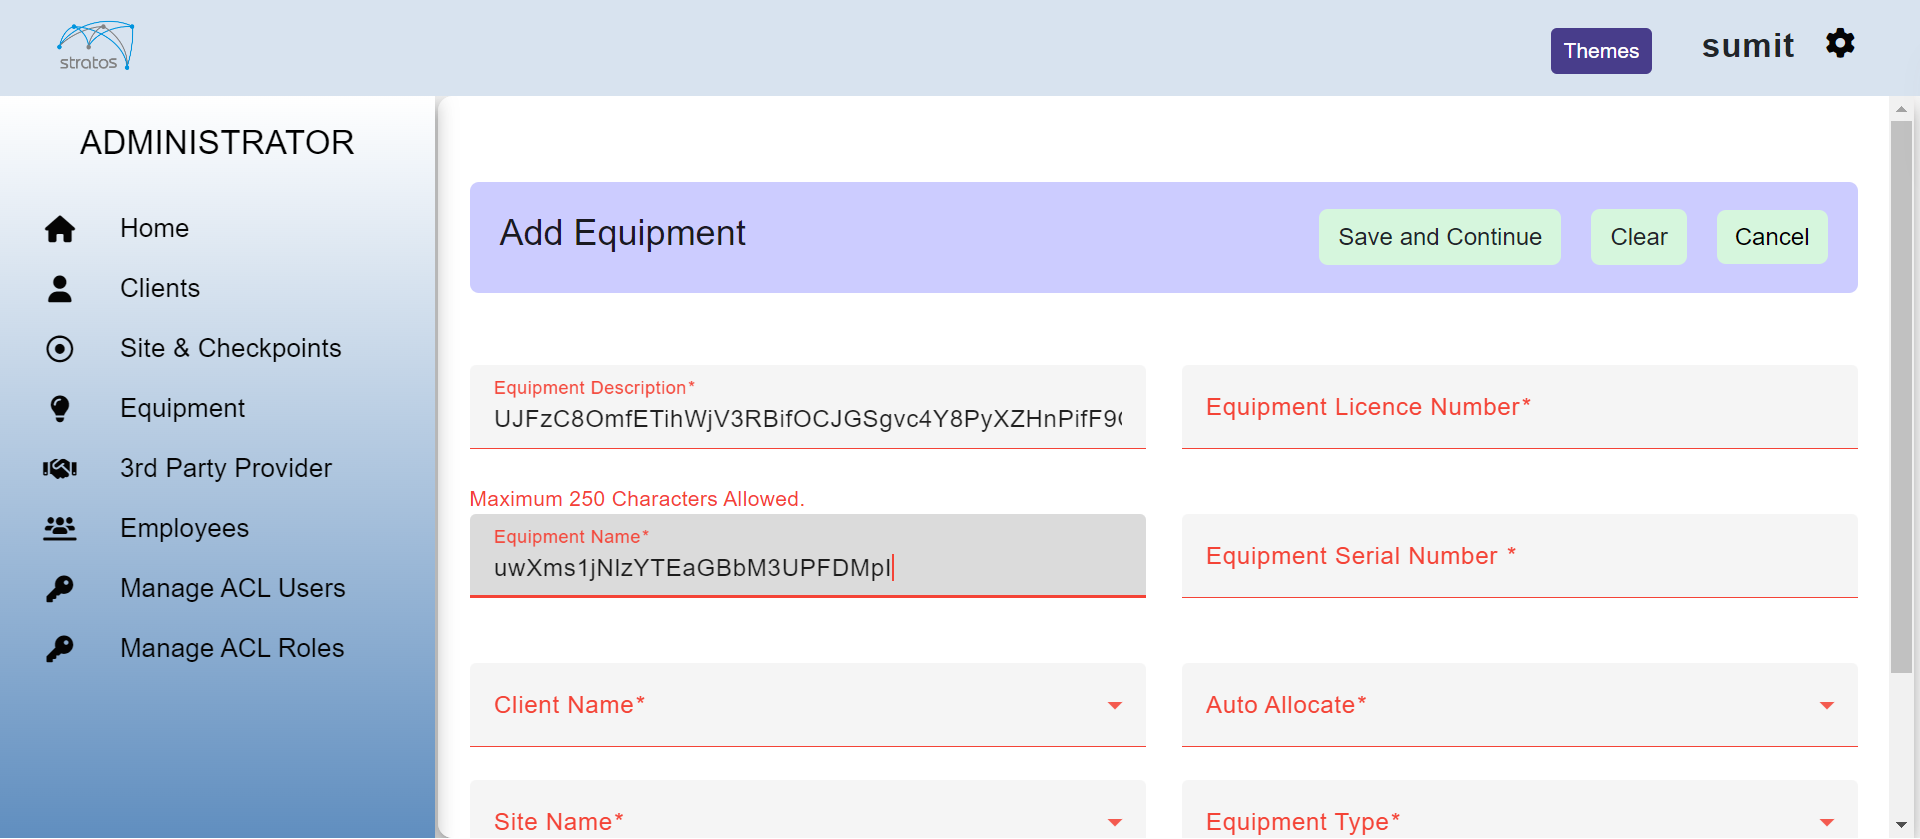 stratos
Themes
sumit
ADMINISTRATOR
Home
Clients
Site & Checkpoints
Equipment
3rd Party Provider
Employees
Manage ACL Users
Manage ACL Roles
Add Equipment
Save and Continue
Clear
Cancel
Equipment Description*
UJFzC8OmfETihWjV3RBifOCJGSgvc4Y8PyXZHnPifF9
Equipment Licence Number*
Maximum 250 Characters Allowed.
Equipment Name*
uwXms1jNIzYTEaGBbM3UPFDMpI
Equipment Serial Number *
Client Name*
Auto Allocate*
Site Name*
Equipment Type*